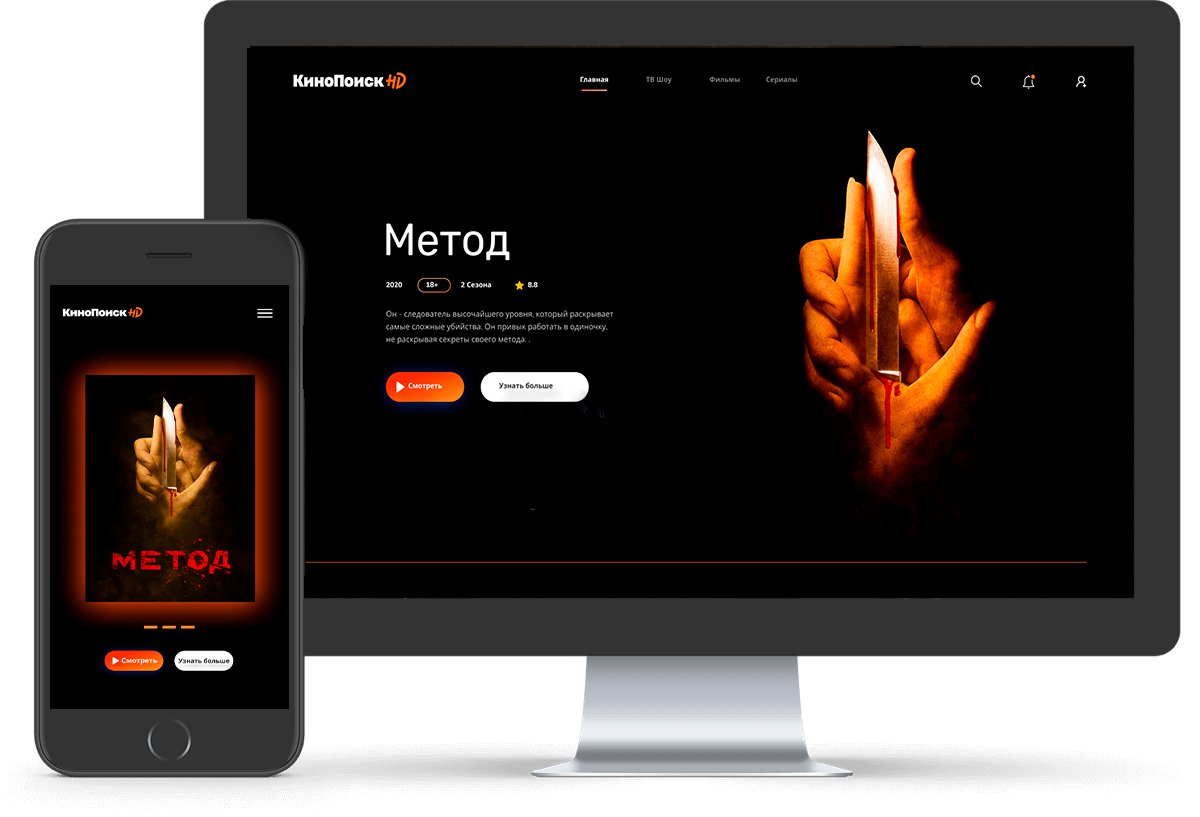 КиноПоиск HD
Главная ТВ Шоу Фильмы Сериалы
Метод
2020 18+ 2 Сезона 8.8
Он - следователь высочайшего уровня, который раскрывает
самые сложные убийства. Он привык работать в одиночку,
не раскрывая секреты своего метода. .
Смотреть Узнать больше
КиноПоиск HD
МЕТОД
Смотреть Узнать больше